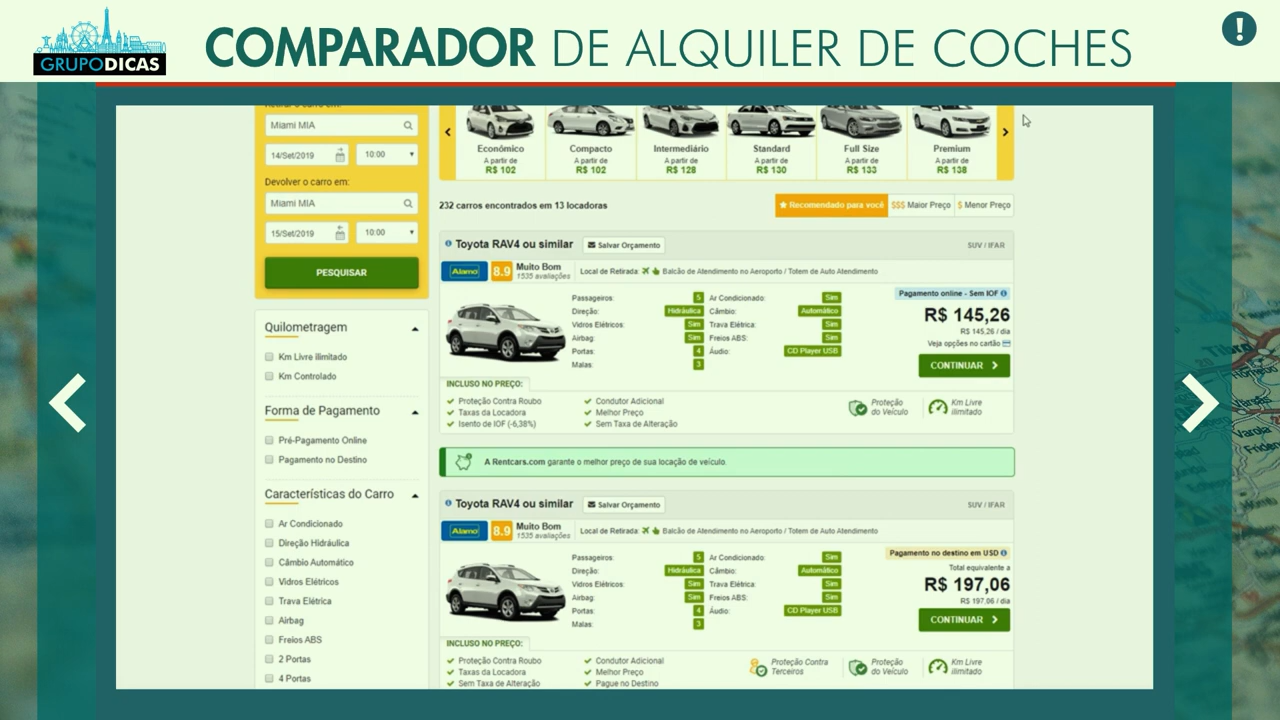 GRUPODICAS
COMPARADOR DE ALQUILER DE COCHES
!
Miami MIA
14/Set/2019 10:00
Devolver o carro em:
Miami MIA
15/Set/2019 10:00
PESQUISAR
Quilometragem
Km Livre ilimitado
Km Controlado
Forma de Pagamento
Pré-Pagamento Online
Pagamento no Destino
Características do Carro
Ar Condicionado
Direção Hidráulica
Câmbio Automático
Vidros Elétricos
Trava Elétrica
Airbag
Freios ABS
2 Portas
4 Portas
Econômico Compacto Intermediário Standard Full Size Premium
A partir de A partir de A partir de A partir de A partir de A partir de
R$ 102 R$ 102 R$ 128 R$ 130 R$ 133 R$ 138
232 carros encontrados em 13 locadoras
Recomendado para você $$$ Maior Preço $ Menor Preço
Toyota RAV4 ou similar Salvar Orçamento SUV / IFAR
Alamo 8.9 Muito Bom
1535 avaliações
Local de Retirada: Balcão de Atendimento no Aeroporto / Totem de Auto Atendimento
Passageiros: 5 Ar Condicionado: Sim
Direção: Hidráulica Câmbio: Automático
Vidros Elétricos: Sim Trava Elétrica: Sim
Airbag: Sim Freios ABS: Sim
Portas: 4 Áudio: CD Player USB
Malas: 3
Pagamento online - Sem IOF
R$ 145,26
R$ 145,26 / dia
Veja opções no cartão
CONTINUAR
INCLUSO NO PREÇO:
Proteção Contra Roubo Condutor Adicional
Taxas da Locadora Melhor Preço
Isento de IOF (-6,38%) Sem Taxa de Alteração
Proteção do Veículo
Km Livre ilimitado
A Rentcars.com garante o melhor preço de sua locação de veículo.
Toyota RAV4 ou similar Salvar Orçamento SUV / IFAR
Alamo 8.9 Muito Bom
1535 avaliações
Local de Retirada: Balcão de Atendimento no Aeroporto / Totem de Auto Atendimento
Passageiros: 5 Ar Condicionado: Sim
Direção: Hidráulica Câmbio: Automático
Vidros Elétricos: Sim Trava Elétrica: Sim
Airbag: Sim Freios ABS: Sim
Portas: 4 Áudio: CD Player USB
Malas: 3
Pagamento no destino em USD
Total equivalente a
R$ 197,06
R$ 197,06 / dia
CONTINUAR
INCLUSO NO PREÇO:
Proteção Contra Roubo Condutor Adicional
Taxas da Locadora Melhor Preço
Sem Taxa de Alteração Pague no Destino
Proteção Contra Terceiros
Proteção do Veículo
Km Livre ilimitado